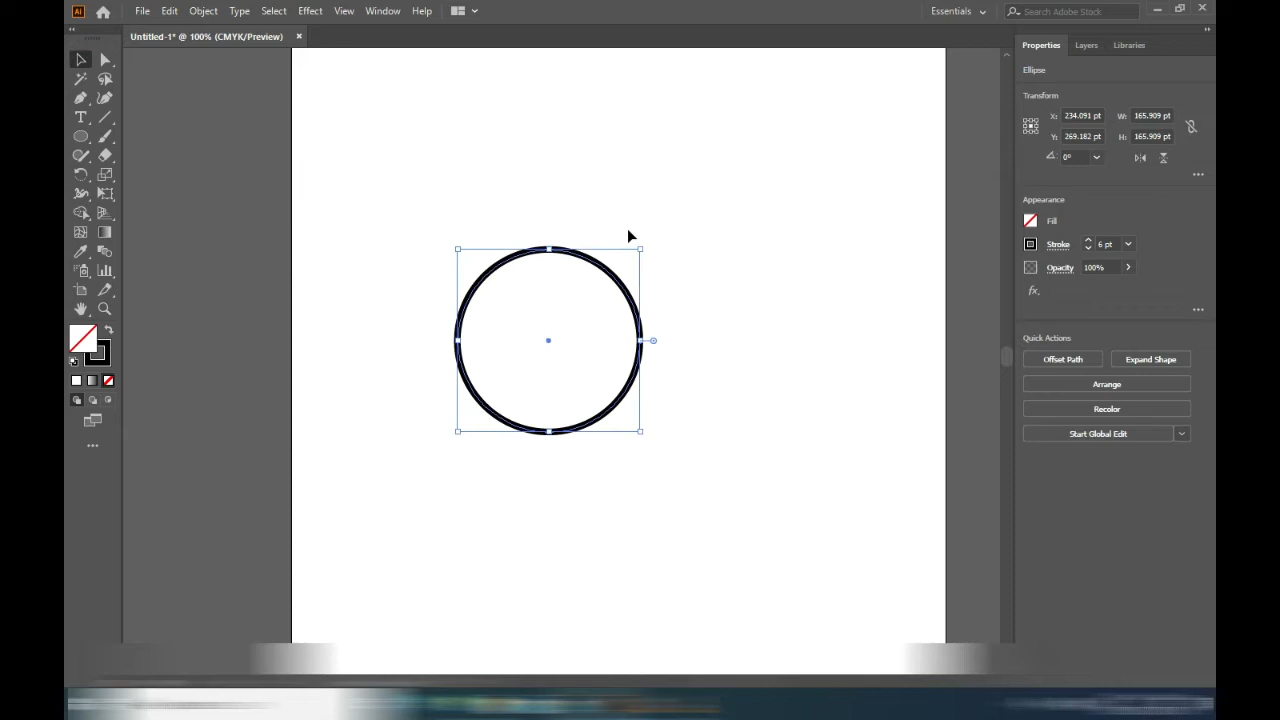 Ai File Edit Object Type Select Effect View Window Help Essentials Search Adobe Stock
Untitled-1* @ 100% (CMYK/Preview) ×
Properties Layers Libraries
Ellipse
Transform
X: 234.091 pt W: 165.909 pt
Y: 269.182 pt H: 165.909 pt
0°
Appearance
Fill
Stroke 6 pt
Opacity 100%
fx.
Quick Actions
Offset Path Expand Shape
Arrange
Recolor
Start Global Edit